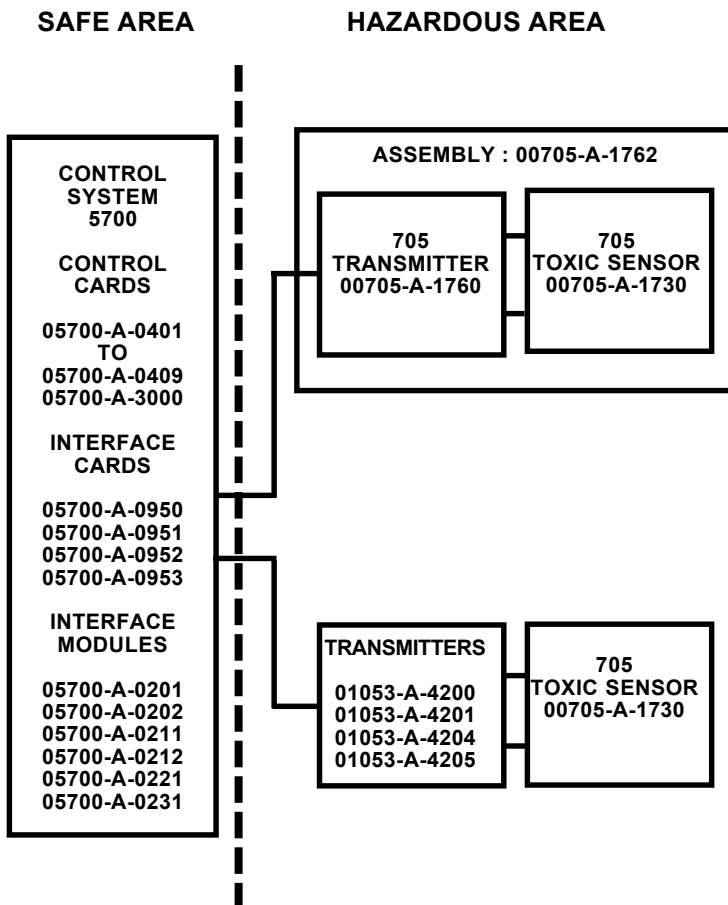 SAFE AREA
HAZARDOUS AREA
CONTROL
SYSTEM
5700
CONTROL
CARDS
05700-A-0401
TO
05700-A-0409
05700-A-3000
INTERFACE
CARDS
05700-A-0950
05700-A-0951
05700-A-0952
05700-A-0953
INTERFACE
MODULES
05700-A-0201
05700-A-0202
05700-A-0211
05700-A-0212
05700-A-0221
05700-A-0231
ASSEMBLY : 00705-A-1762
705
TRANSMITTER
00705-A-1760
705
TOXIC SENSOR
00705-A-1730
TRANSMITTERS
01053-A-4200
01053-A-4201
01053-A-4204
01053-A-4205
705
TOXIC SENSOR
00705-A-1730